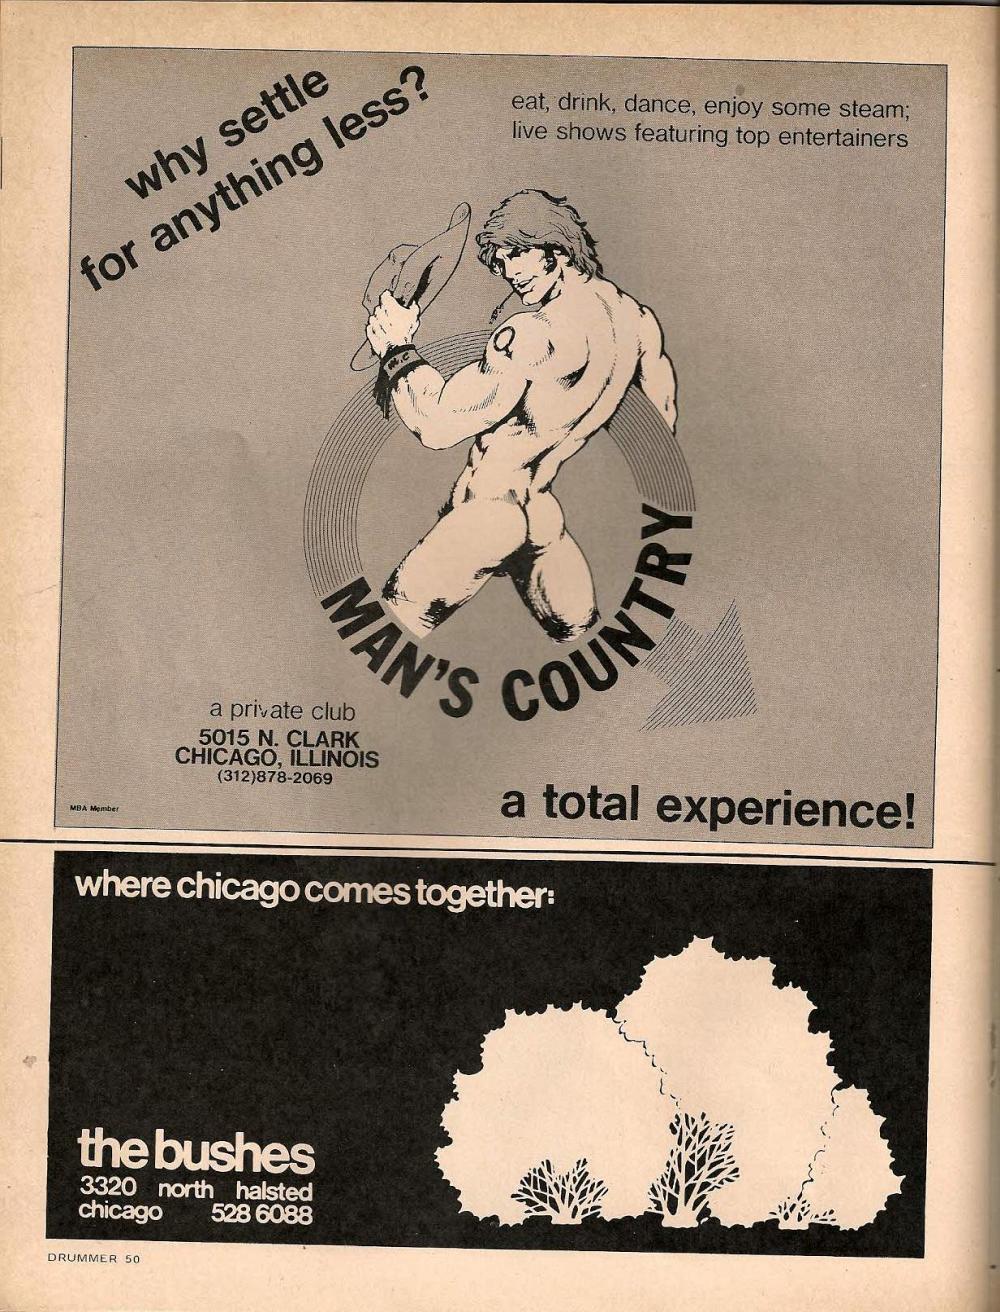 why settle
for anything less?
eat, drink, dance, enjoy some steam;
live shows featuring top entertainers
M.C
MAN'S COUNTRY
a private club
5015 N. CLARK
CHICAGO, ILLINOIS
(312)878-2069
MBA Member
a total experience!
where chicago comes together:
the bushes
3320 north halsted
chicago 528 6088
DRUMMER 50